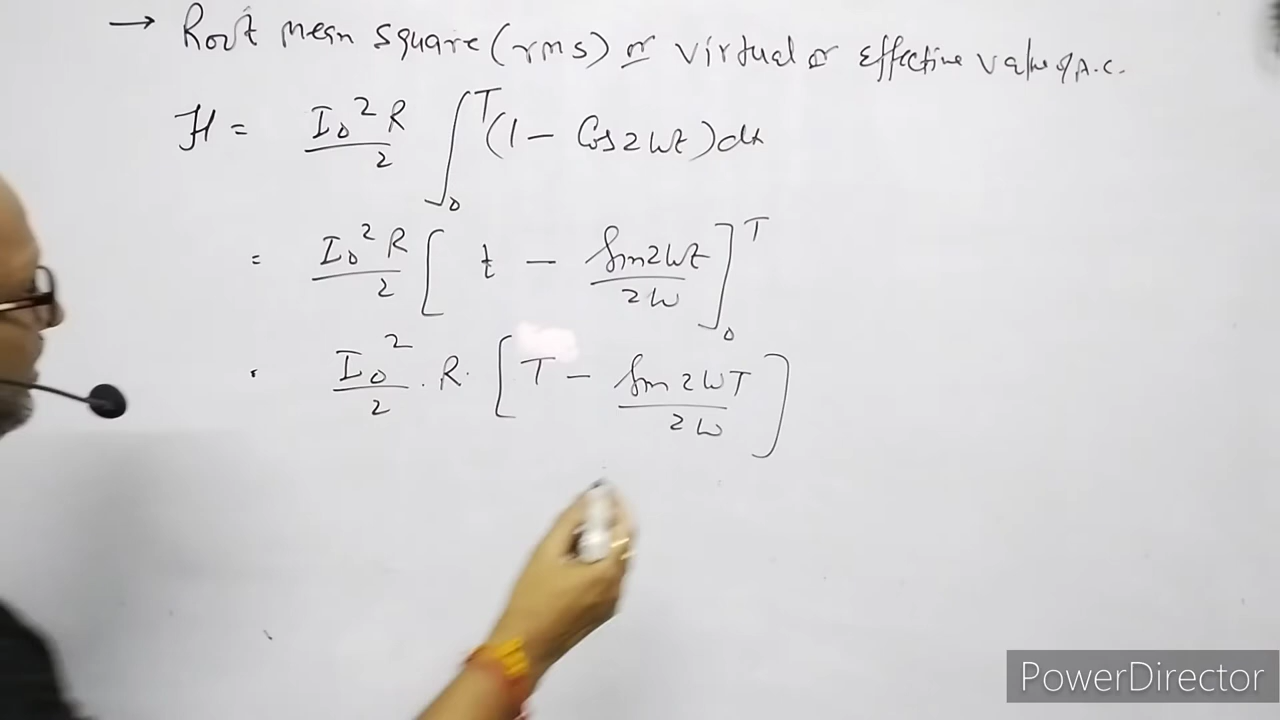 → Root mean square (rms) or virtual or effective value of A.C.
H = I₀²R/2 ∫₀ᵀ (1 − Cos2ωt)dt
= I₀²R/2 [ t − Sin2ωt/2ω ]₀ᵀ
I₀²/2 . R . [ T − Sin2ωT/2ω ]
PowerDirector